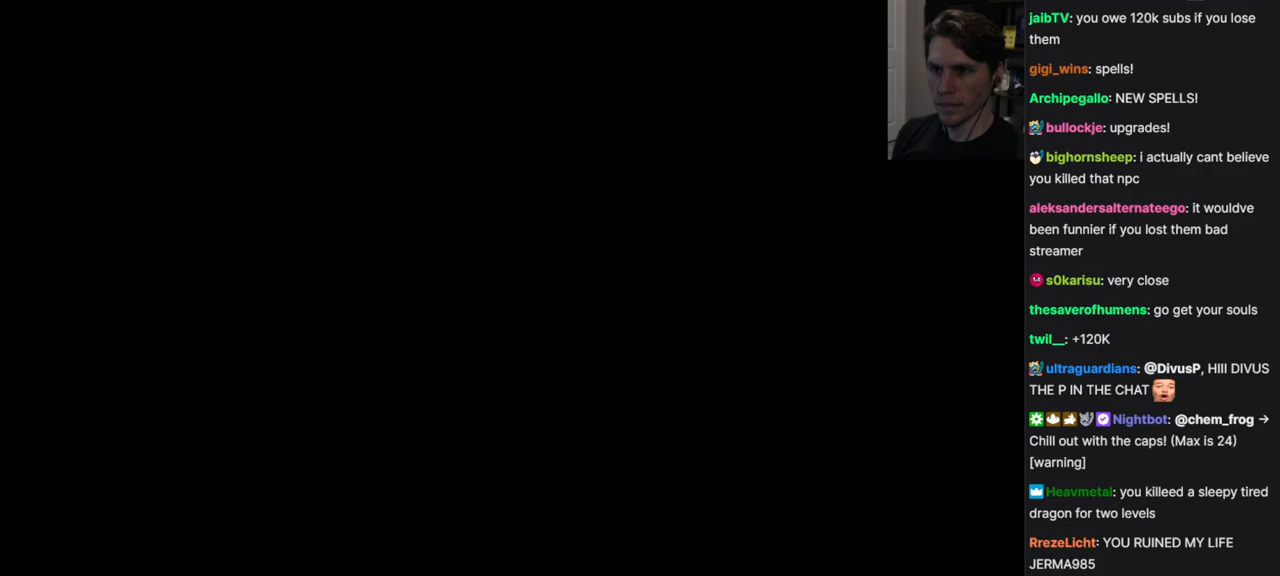 jaibTV: you owe 120k subs if you lose
them
gigi_wins: spells!
Archipegallo: NEW SPELLS!
bullockje: upgrades!
bighornsheep: i actually cant believe
you killed that npc
aleksandersalternateego: it wouldve
been funnier if you lost them bad
streamer
s0karisu: very close
thesaverofhumens: go get your souls
twil__: +120K
ultraguardians: @DivusP, HIII DIVUS
THE P IN THE CHAT
Nightbot: @chem_frog →
Chill out with the caps! (Max is 24)
[warning]
Heavmetal: you killeed a sleepy tired
dragon for two levels
RrezeLicht: YOU RUINED MY LIFE
JERMA985